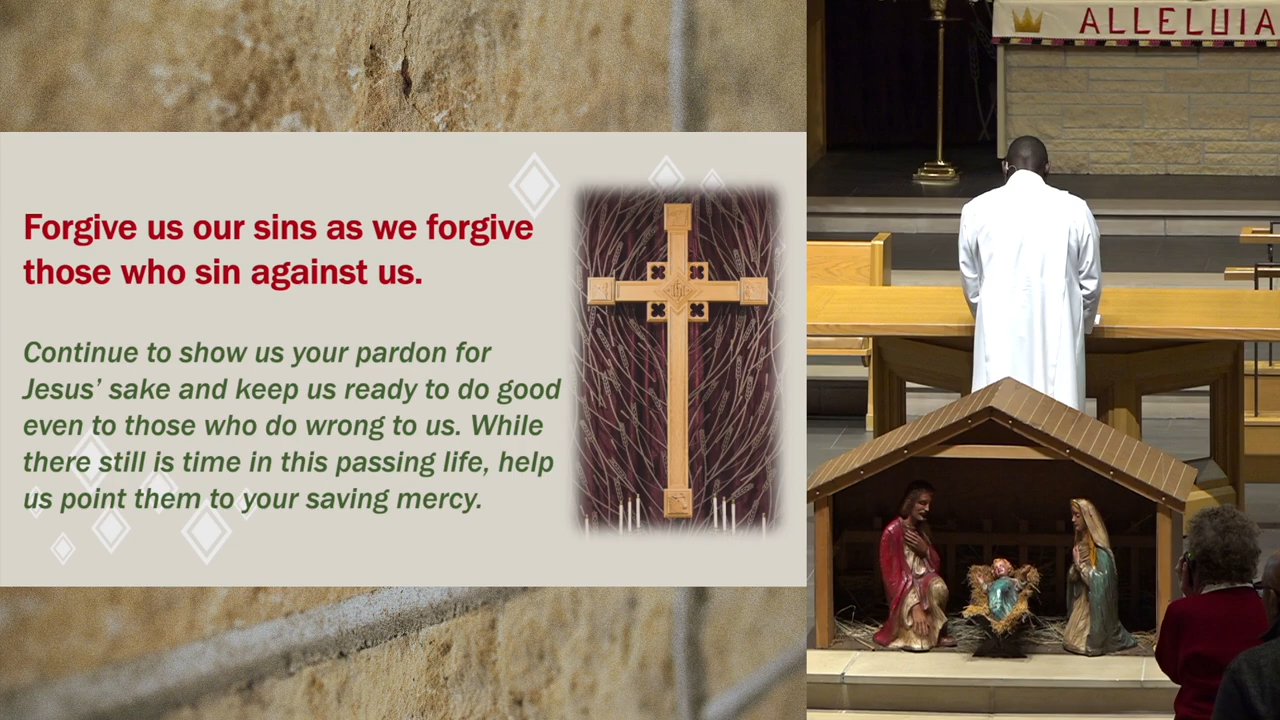 Forgive us our sins as we forgive
those who sin against us.
Continue to show us your pardon for
Jesus’ sake and keep us ready to do good
even to those who do wrong to us. While
there still is time in this passing life, help
us point them to your saving mercy.
ALLELUIA